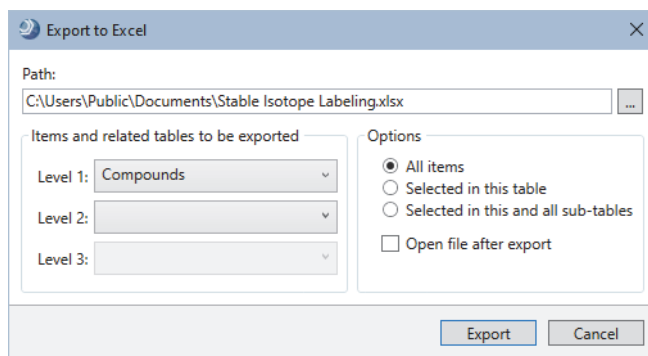 Export to Excel
Path:
C:\Users\Public\Documents\Stable Isotope Labeling.xlsx
...
Items and related tables to be exported
Level 1: Compounds
Level 2:
Level 3:
Options
All items
Selected in this table
Selected in this and all sub-tables
Open file after export
Export Cancel